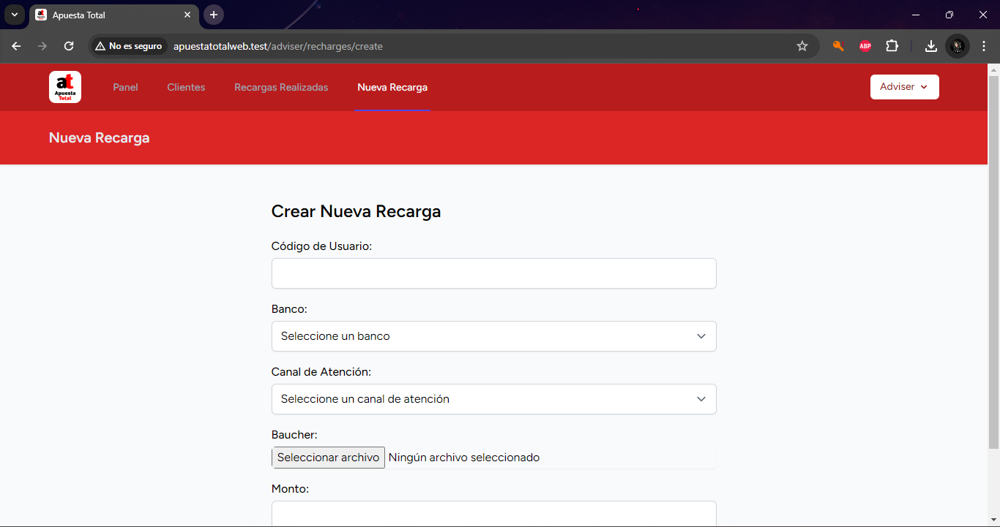 Apuesta Total
No es seguro
apuestatotalweb.test/adviser/recharges/create
ABP
at
Apuesta
Total
Panel
Clientes
Recargas Realizadas
Nueva Recarga
Adviser
Nueva Recarga
Crear Nueva Recarga
Código de Usuario:
Banco:
Seleccione un banco
Canal de Atención:
Seleccione un canal de atención
Baucher:
Seleccionar archivo Ningún archivo seleccionado
Monto: